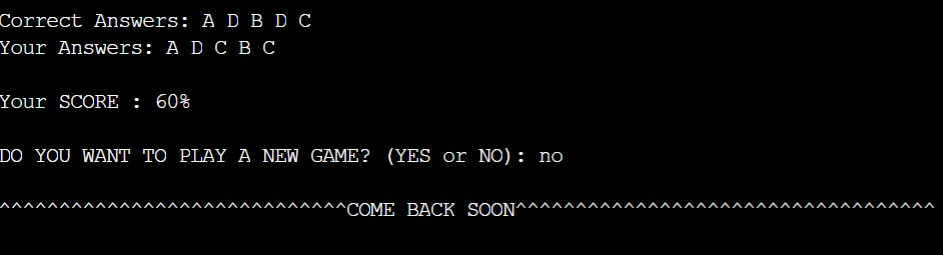 Correct Answers: A D B D C
Your Answers: A D C B C
Your SCORE : 60%
DO YOU WANT TO PLAY A NEW GAME? (YES or NO): no
^^^^^^^^^^^^^^^^^^^^^^^^^^^^^COME BACK SOON^^^^^^^^^^^^^^^^^^^^^^^^^^^^^^^^^^^